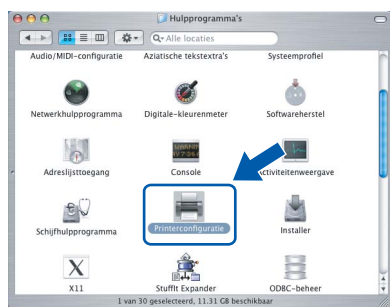 Hulpprogramma's
Alle locaties
Audio/MIDI-configuratie Aziatische tekstextra's Systeemprofiel
Netwerkhulpprogramma Digitale-kleurenmeter Softwareherstel
Adreslijsttoegang Console Activiteitenweergave
Schijfhulpprogramma Printerconfiguratie Installer
X11 StuffIt Expander ODBC-beheer
1 van 30 geselecteerd, 11.31 GB beschikbaar